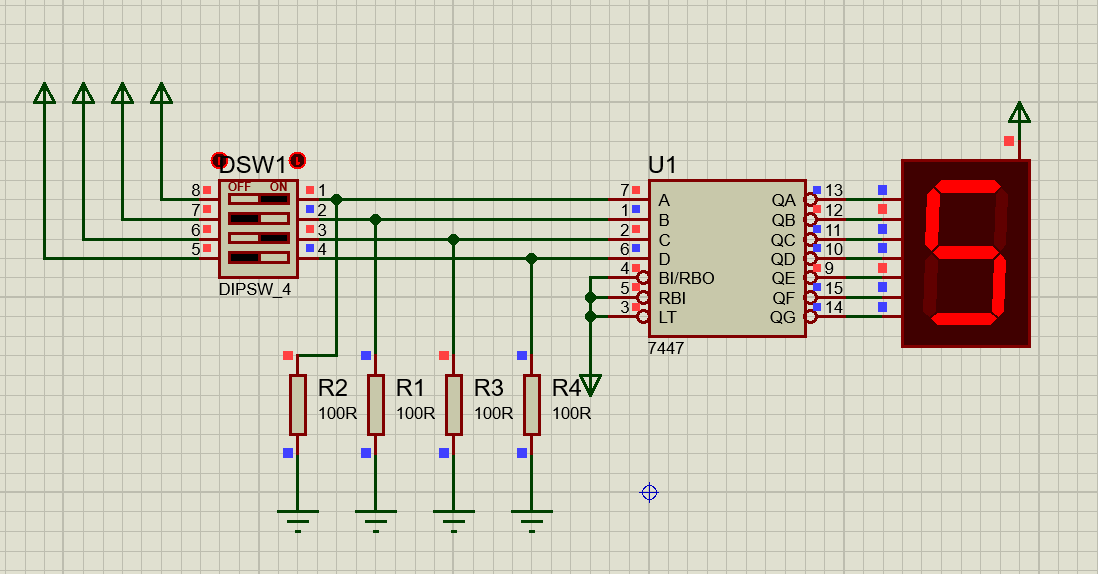 DSW1
OFF ON
8 1
7 2
6 3
5 4
DIPSW_4
U1
7 A QA 13
1 B QB 12
2 C QC 11
6 D QD 10
4 BI/RBO QE 9
5 RBI QF 15
3 LT QG 14
7447
R2
100R
R1
100R
R3
100R
R4
100R